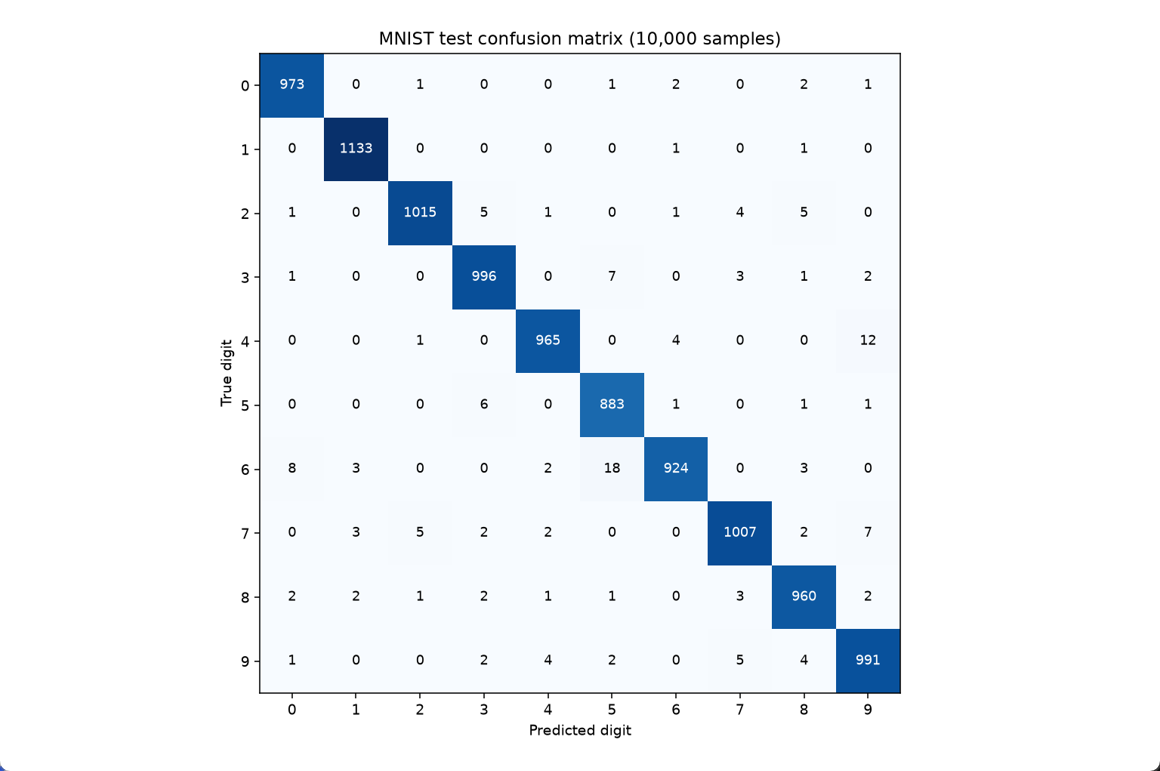 MNIST test confusion matrix (10,000 samples)
0 973 0 1 0 0 1 2 0 2 1
1 0 1133 0 0 0 0 1 0 1 0
2 1 0 1015 5 1 0 1 4 5 0
3 1 0 0 996 0 7 0 3 1 2
4 0 0 1 0 965 0 4 0 0 12
5 0 0 0 6 0 883 1 0 1 1
6 8 3 0 0 2 18 924 0 3 0
7 0 3 5 2 2 0 0 1007 2 7
8 2 2 1 2 1 1 0 3 960 2
9 1 0 0 2 4 2 0 5 4 991
0 1 2 3 4 5 6 7 8 9
Predicted digit
True digit